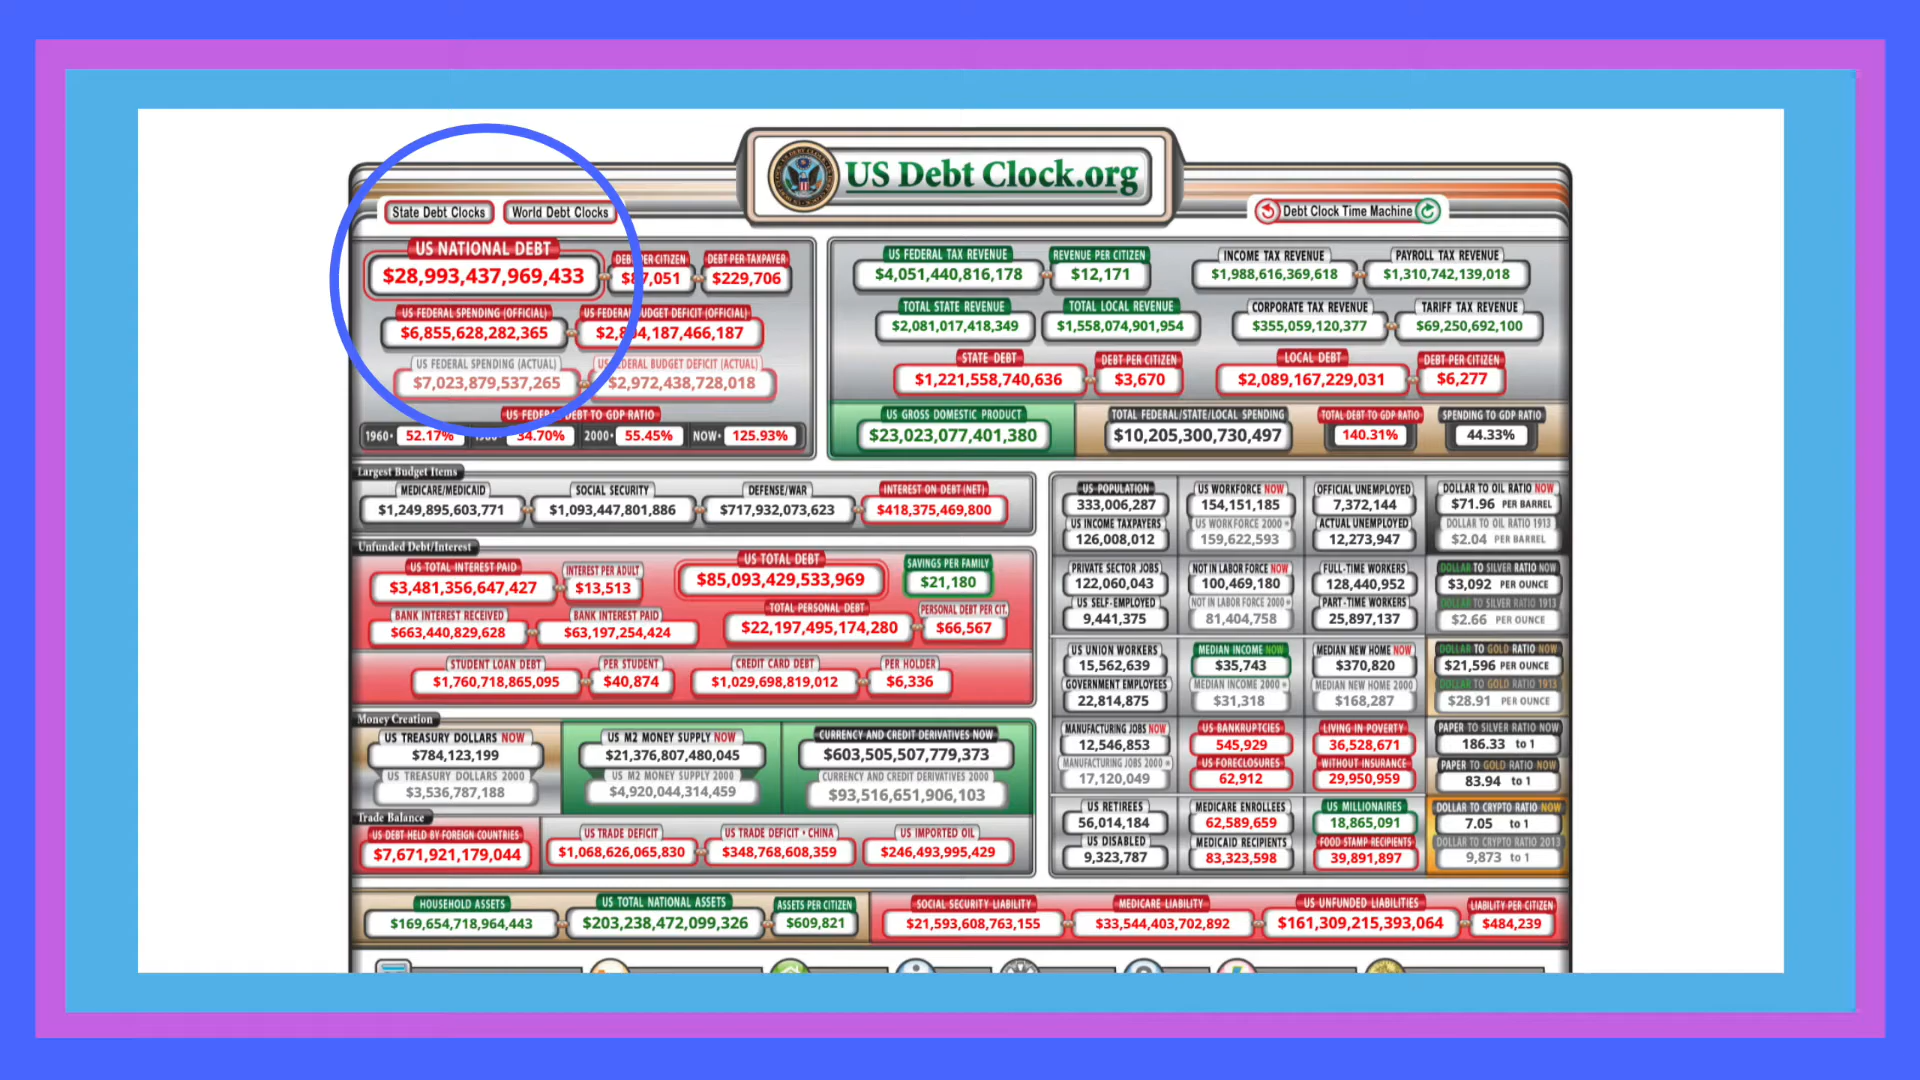 US Debt Clock.org
State Debt Clocks World Debt Clocks
Debt Clock Time Machine
US NATIONAL DEBT
$28,993,437,969,433
DEBT PER CITIZEN
$87,051
DEBT PER TAXPAYER
$229,706
US FEDERAL SPENDING (OFFICIAL)
$6,855,628,282,365
US FEDERAL BUDGET DEFICIT (OFFICIAL)
$2,804,187,466,187
US FEDERAL SPENDING (ACTUAL)
$7,023,879,537,265
US FEDERAL BUDGET DEFICIT (ACTUAL)
$2,972,438,728,018
US FEDERAL DEBT TO GDP RATIO
1960• 52.17% 34.70% 2000• 55.45% NOW• 125.93%
US FEDERAL TAX REVENUE
$4,051,440,816,178
REVENUE PER CITIZEN
$12,171
INCOME TAX REVENUE
$1,988,616,369,618
PAYROLL TAX REVENUE
$1,310,742,139,018
TOTAL STATE REVENUE
$2,081,017,418,349
TOTAL LOCAL REVENUE
$1,558,074,901,954
CORPORATE TAX REVENUE
$355,059,120,377
TARIFF TAX REVENUE
$69,250,692,100
STATE DEBT
$1,221,558,740,636
DEBT PER CITIZEN
$3,670
LOCAL DEBT
$2,089,167,229,031
DEBT PER CITIZEN
$6,277
US GROSS DOMESTIC PRODUCT
$23,023,077,401,380
TOTAL FEDERAL/STATE/LOCAL SPENDING
$10,205,300,730,497
TOTAL DEBT TO GDP RATIO
140.31%
SPENDING TO GDP RATIO
44.33%
Largest Budget Items
MEDICARE/MEDICAID
$1,249,895,603,771
SOCIAL SECURITY
$1,093,447,801,886
DEFENSE/WAR
$717,932,073,623
INTEREST ON DEBT (NET)
$418,375,469,800
Unfunded Debt/Interest
US TOTAL INTEREST PAID
$3,481,356,647,427
INTEREST PER ADULT
$13,513
US TOTAL DEBT
$85,093,429,533,969
SAVINGS PER FAMILY
$21,180
BANK INTEREST RECEIVED
$663,440,829,628
BANK INTEREST PAID
$63,197,254,424
TOTAL PERSONAL DEBT
$22,197,495,174,280
PERSONAL DEBT PER CIT.
$66,567
STUDENT LOAN DEBT
$1,760,718,865,095
PER STUDENT
$40,874
CREDIT CARD DEBT
$1,029,698,819,012
PER HOLDER
$6,336
Money Creation
US TREASURY DOLLARS NOW
$784,123,199
US TREASURY DOLLARS 2000
$3,536,787,188
US M2 MONEY SUPPLY NOW
$21,376,807,480,045
US M2 MONEY SUPPLY 2000
$4,920,044,314,459
CURRENCY AND CREDIT DERIVATIVES NOW
$603,505,507,779,373
CURRENCY AND CREDIT DERIVATIVES 2000
$93,516,651,906,103
Trade Balance
US DEBT HELD BY FOREIGN COUNTRIES
$7,671,921,179,044
US TRADE DEFICIT
$1,068,626,065,830
US TRADE DEFICIT • CHINA
$348,768,608,359
US IMPORTED OIL
$246,493,995,429
US POPULATION
333,006,287
US INCOME TAXPAYERS
126,008,012
US WORKFORCE NOW
154,151,185
US WORKFORCE 2000
159,622,593
OFFICIAL UNEMPLOYED
7,372,144
ACTUAL UNEMPLOYED
12,273,947
DOLLAR TO OIL RATIO NOW
$71.96 PER BARREL
DOLLAR TO OIL RATIO 1913
$2.04 PER BARREL
PRIVATE SECTOR JOBS
122,060,043
US SELF-EMPLOYED
9,441,375
NOT IN LABOR FORCE NOW
100,469,180
NOT IN LABOR FORCE 2000
81,404,758
FULL-TIME WORKERS
128,440,952
PART-TIME WORKERS
25,897,137
DOLLAR TO SILVER RATIO NOW
$3,092 PER OUNCE
DOLLAR TO SILVER RATIO 1913
$2.66 PER OUNCE
US UNION WORKERS
15,562,639
GOVERNMENT EMPLOYEES
22,814,875
MEDIAN INCOME NOW
$35,743
MEDIAN INCOME 2000
$31,318
MEDIAN NEW HOME NOW
$370,820
MEDIAN NEW HOME 2000
$168,287
DOLLAR TO GOLD RATIO NOW
$21,596 PER OUNCE
DOLLAR TO GOLD RATIO 1913
$28.91 PER OUNCE
MANUFACTURING JOBS NOW
12,546,853
MANUFACTURING JOBS 2000
17,120,049
US BANKRUPTCIES
545,929
US FORECLOSURES
62,912
LIVING IN POVERTY
36,528,671
WITHOUT INSURANCE
29,950,959
PAPER TO SILVER RATIO NOW
186.33 to 1
PAPER TO GOLD RATIO NOW
83.94 to 1
US RETIREES
56,014,184
US DISABLED
9,323,787
MEDICARE ENROLLEES
62,589,659
MEDICAID RECIPIENTS
83,323,598
US MILLIONAIRES
18,865,091
FOOD STAMP RECIPIENTS
39,891,897
DOLLAR TO CRYPTO RATIO NOW
7.05 to 1
DOLLAR TO CRYPTO RATIO 2013
9,873 to 1
HOUSEHOLD ASSETS
$169,654,718,964,443
US TOTAL NATIONAL ASSETS
$203,238,472,099,326
ASSETS PER CITIZEN
$609,821
SOCIAL SECURITY LIABILITY
$21,593,608,763,155
MEDICARE LIABILITY
$33,544,403,702,892
US UNFUNDED LIABILITIES
$161,309,215,393,064
LIABILITY PER CITIZEN
$484,239